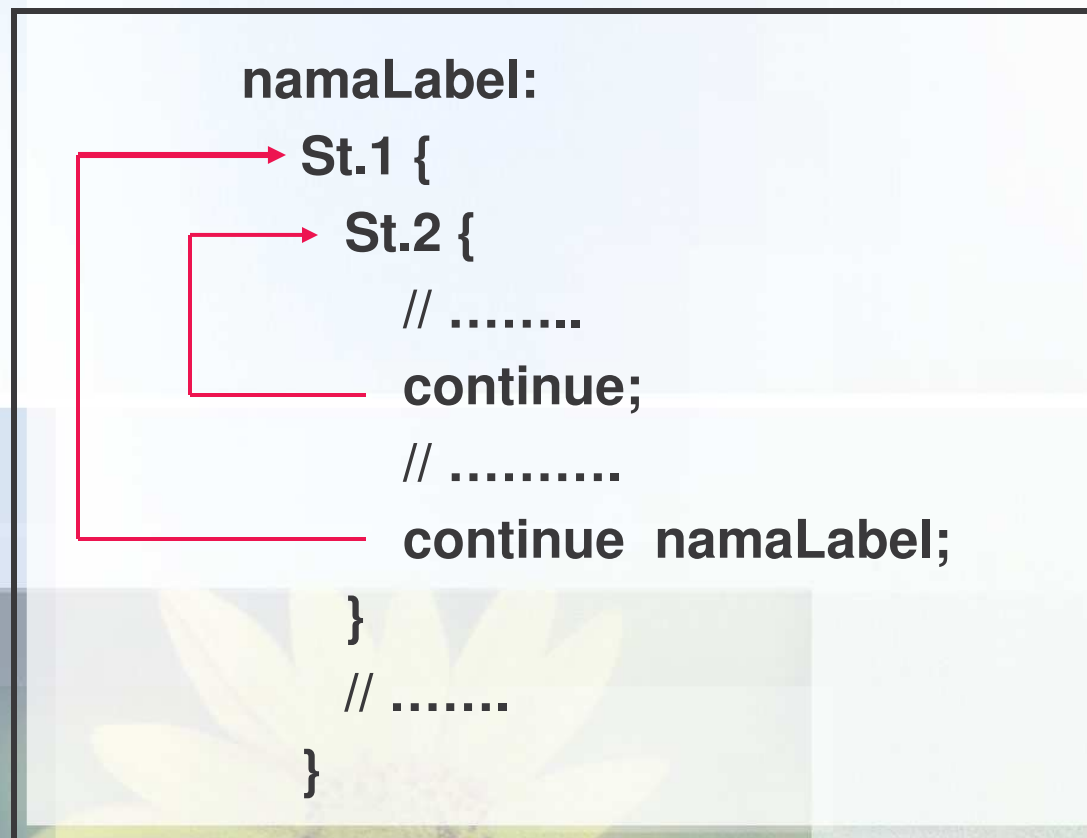 namaLabel:
St.1 {
St.2 {
// ……..
continue;
// ……….
continue namaLabel;
}
// …….
}